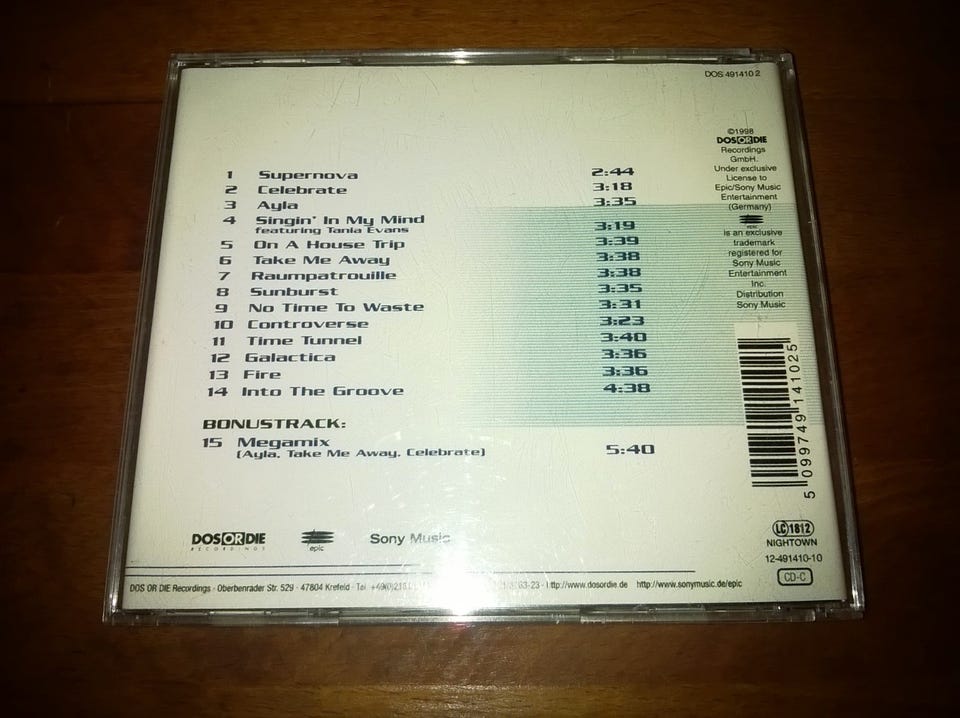 DOS 491410 2
©1998
DOS OR DIE
Recordings
GmbH.
Under exclusive
License to
Epic/Sony Music
Entertainment
(Germany)
epic
is an exclusive
trademark
registered for
Sony Music
Entertainment
Inc.
Distribution
Sony Music
1 Supernova 2:44
2 Celebrate 3:18
3 Ayla 3:35
4 Singin' In My Mind 3:19
featuring Tania Evans
5 On A House Trip 3:39
6 Take Me Away 3:38
7 Raumpatrouille 3:38
8 Sunburst 3:35
9 No Time To Waste 3:31
10 Controverse 3:23
11 Time Tunnel 3:40
12 Galactica 3:36
13 Fire 3:36
14 Into The Groove 4:38
BONUSTRACK:
15 Megamix 5:40
(Ayla, Take Me Away, Celebrate)
5 099749 141025
DOS OR DIE
RECORDINGS
epic
Sony Music
LC 1812
NIGHTOWN
12-491410-10
CD-C
DOS OR DIE Recordings · Oberbenrader Str. 529 · 47804 Krefeld · Tel http://www.dosordie.de http://www.sonymusic.de/epic